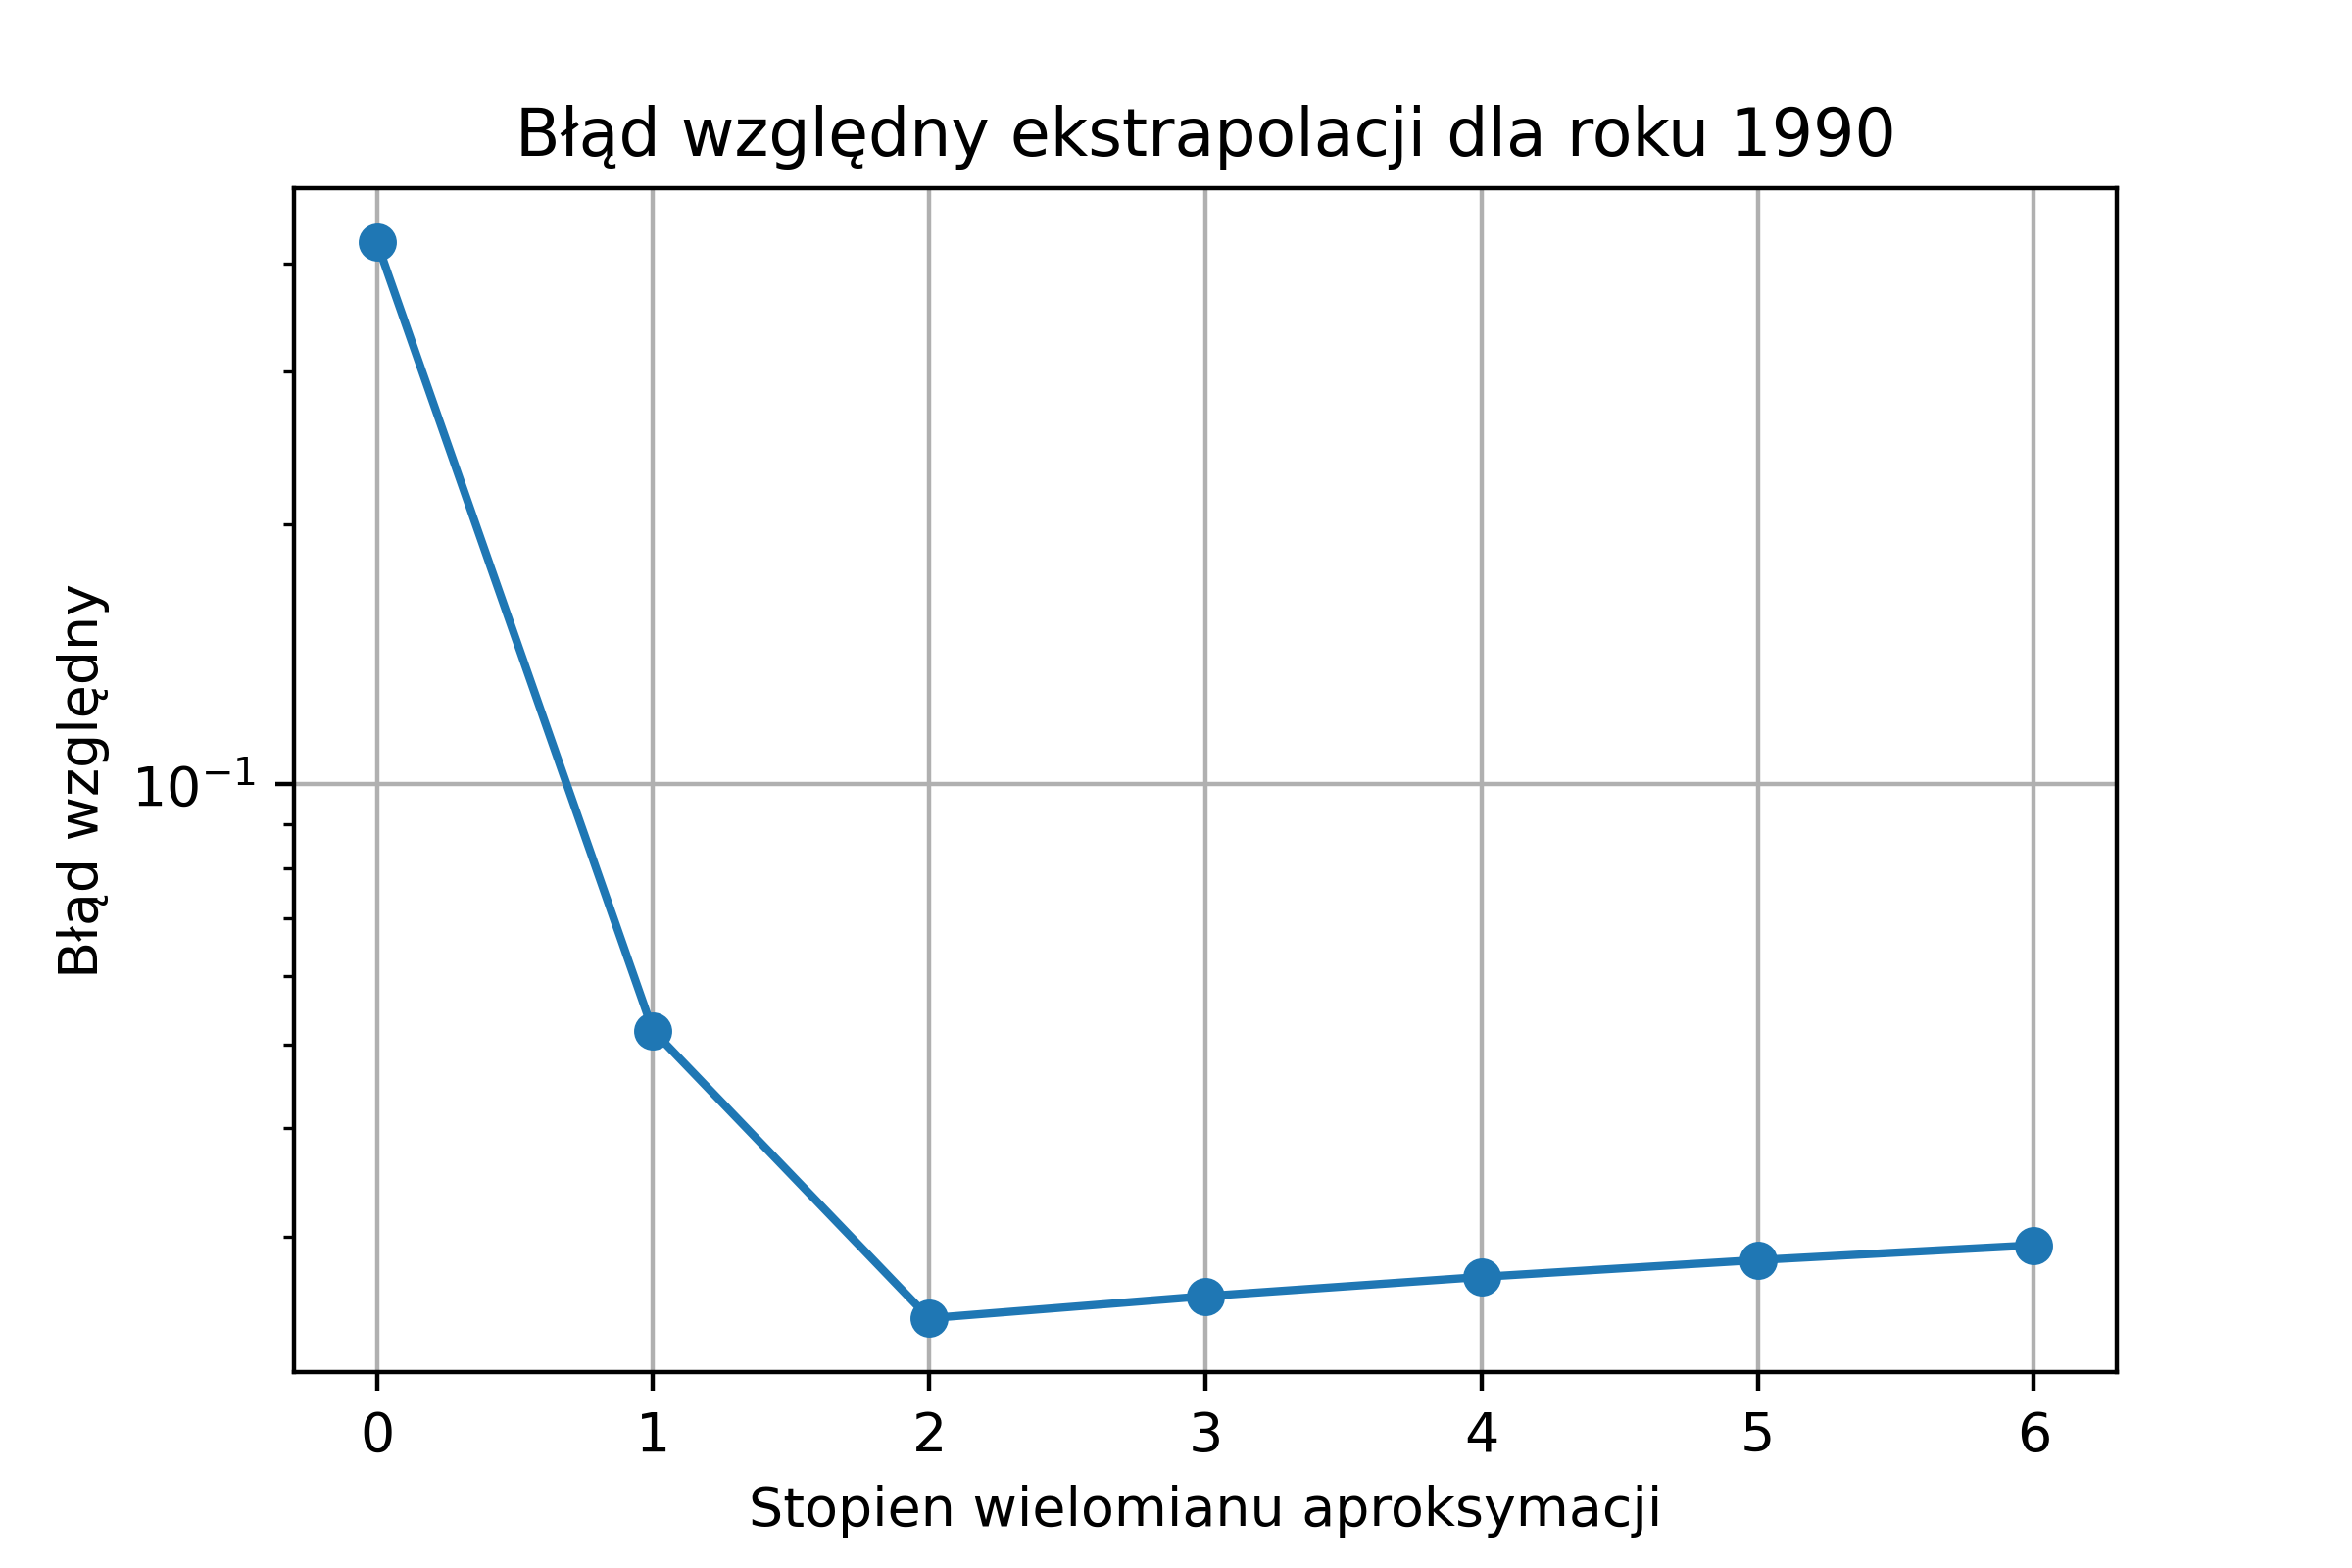 Błąd względny ekstrapolacji dla roku 1990
Błąd względny
10⁻¹
0 1 2 3 4 5 6
Stopien wielomianu aproksymacji